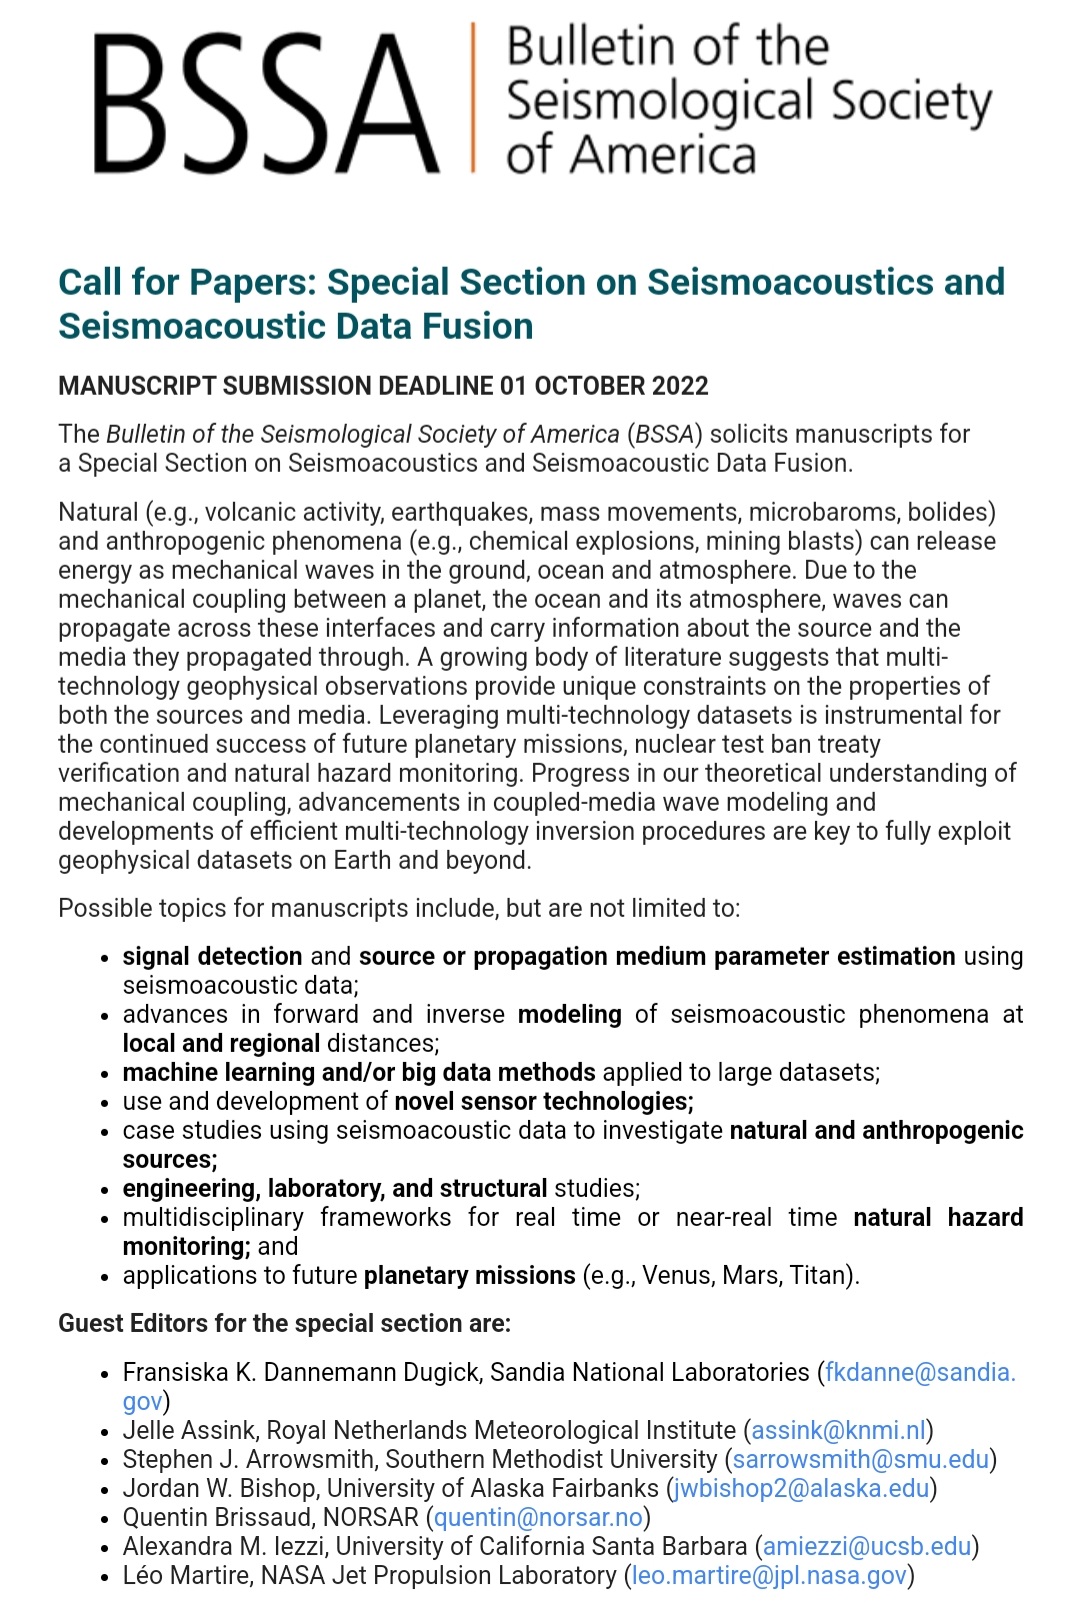 BSSA
Bulletin of the
Seismological Society
of America
Call for Papers: Special Section on Seismoacoustics and
Seismoacoustic Data Fusion
MANUSCRIPT SUBMISSION DEADLINE 01 OCTOBER 2022
The Bulletin of the Seismological Society of America (BSSA) solicits manuscripts for
a Special Section on Seismoacoustics and Seismoacoustic Data Fusion.
Natural (e.g., volcanic activity, earthquakes, mass movements, microbaroms, bolides)
and anthropogenic phenomena (e.g., chemical explosions, mining blasts) can release
energy as mechanical waves in the ground, ocean and atmosphere. Due to the
mechanical coupling between a planet, the ocean and its atmosphere, waves can
propagate across these interfaces and carry information about the source and the
media they propagated through. A growing body of literature suggests that multi-
technology geophysical observations provide unique constraints on the properties of
both the sources and media. Leveraging multi-technology datasets is instrumental for
the continued success of future planetary missions, nuclear test ban treaty
verification and natural hazard monitoring. Progress in our theoretical understanding of
mechanical coupling, advancements in coupled-media wave modeling and
developments of efficient multi-technology inversion procedures are key to fully exploit
geophysical datasets on Earth and beyond.
Possible topics for manuscripts include, but are not limited to:
• signal detection and source or propagation medium parameter estimation using
seismoacoustic data;
• advances in forward and inverse modeling of seismoacoustic phenomena at
local and regional distances;
• machine learning and/or big data methods applied to large datasets;
• use and development of novel sensor technologies;
• case studies using seismoacoustic data to investigate natural and anthropogenic
sources;
• engineering, laboratory, and structural studies;
• multidisciplinary frameworks for real time or near-real time natural hazard
monitoring; and
• applications to future planetary missions (e.g., Venus, Mars, Titan).
Guest Editors for the special section are:
• Fransiska K. Dannemann Dugick, Sandia National Laboratories (fkdanne@sandia.
gov)
• Jelle Assink, Royal Netherlands Meteorological Institute (assink@knmi.nl)
• Stephen J. Arrowsmith, Southern Methodist University (sarrowsmith@smu.edu)
• Jordan W. Bishop, University of Alaska Fairbanks (jwbishop2@alaska.edu)
• Quentin Brissaud, NORSAR (quentin@norsar.no)
• Alexandra M. Iezzi, University of California Santa Barbara (amiezzi@ucsb.edu)
• Léo Martire, NASA Jet Propulsion Laboratory (leo.martire@jpl.nasa.gov)